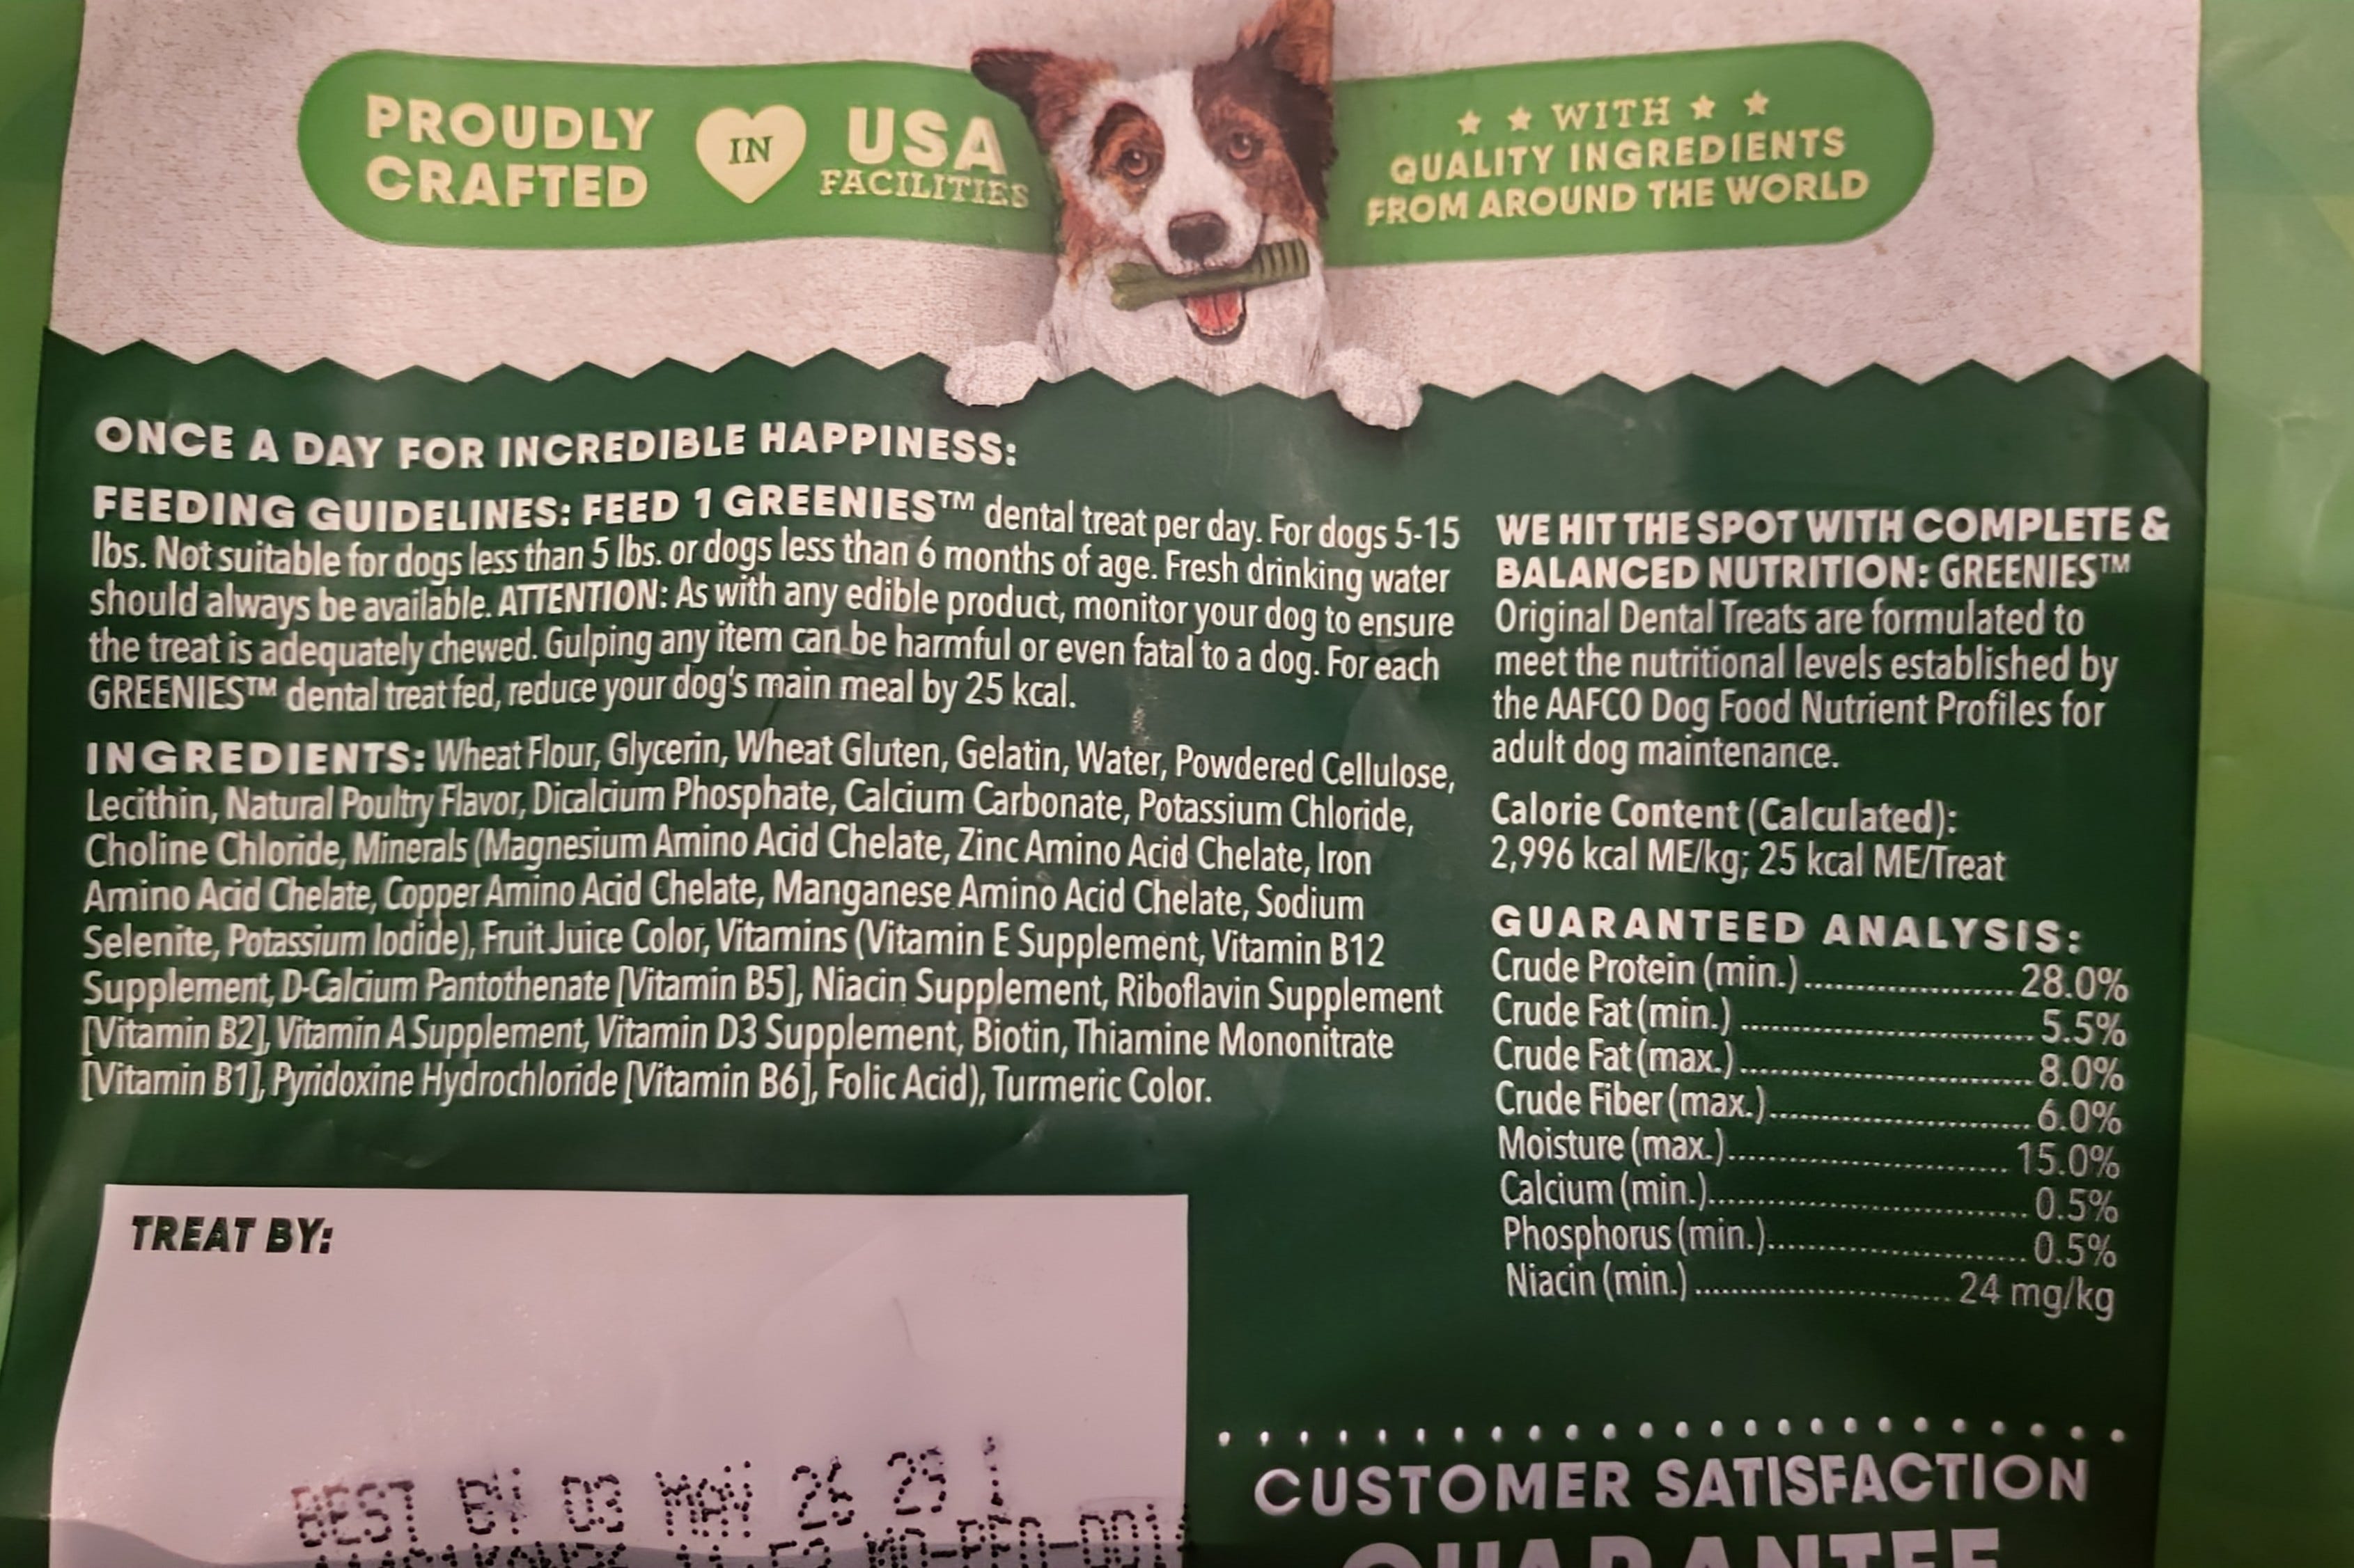 PROUDLY CRAFTED IN USA FACILITIES
★ ★ WITH ★ ★
QUALITY INGREDIENTS
FROM AROUND THE WORLD
ONCE A DAY FOR INCREDIBLE HAPPINESS:
FEEDING GUIDELINES: FEED 1 GREENIES™ dental treat per day. For dogs 5-15
lbs. Not suitable for dogs less than 5 lbs. or dogs less than 6 months of age. Fresh drinking water
should always be available. ATTENTION: As with any edible product, monitor your dog to ensure
the treat is adequately chewed. Gulping any item can be harmful or even fatal to a dog. For each
GREENIES™ dental treat fed, reduce your dog's main meal by 25 kcal.
INGREDIENTS: Wheat Flour, Glycerin, Wheat Gluten, Gelatin, Water, Powdered Cellulose,
Lecithin, Natural Poultry Flavor, Dicalcium Phosphate, Calcium Carbonate, Potassium Chloride,
Choline Chloride, Minerals (Magnesium Amino Acid Chelate, Zinc Amino Acid Chelate, Iron
Amino Acid Chelate, Copper Amino Acid Chelate, Manganese Amino Acid Chelate, Sodium
Selenite, Potassium Iodide), Fruit Juice Color, Vitamins (Vitamin E Supplement, Vitamin B12
Supplement, D-Calcium Pantothenate [Vitamin B5], Niacin Supplement, Riboflavin Supplement
[Vitamin B2], Vitamin A Supplement, Vitamin D3 Supplement, Biotin, Thiamine Mononitrate
[Vitamin B1], Pyridoxine Hydrochloride [Vitamin B6], Folic Acid), Turmeric Color.
WE HIT THE SPOT WITH COMPLETE &
BALANCED NUTRITION: GREENIES™
Original Dental Treats are formulated to
meet the nutritional levels established by
the AAFCO Dog Food Nutrient Profiles for
adult dog maintenance.
Calorie Content (Calculated):
2,996 kcal ME/kg; 25 kcal ME/Treat
GUARANTEED ANALYSIS:
Crude Protein (min.) 28.0%
Crude Fat (min.) 5.5%
Crude Fat (max.) 8.0%
Crude Fiber (max.) 6.0%
Moisture (max.) 15.0%
Calcium (min.) 0.5%
Phosphorus (min.) 0.5%
Niacin (min.) 24 mg/kg
TREAT BY:
BEST BY 03 MAY 26
CUSTOMER SATISFACTION
GUARANTEE